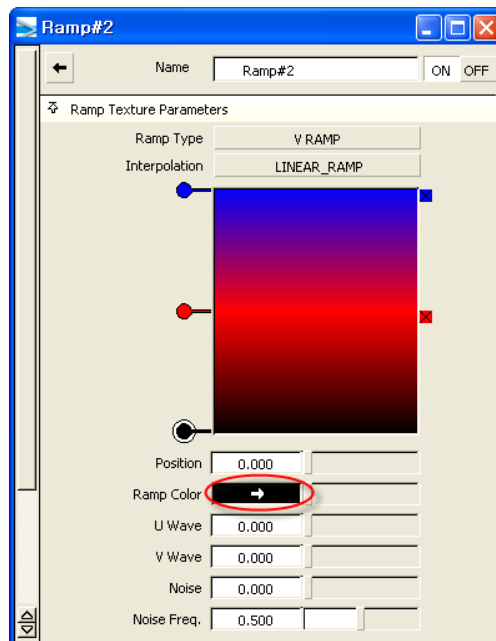 Ramp#2
Name Ramp#2 ON OFF
Ramp Texture Parameters
Ramp Type V RAMP
Interpolation LINEAR_RAMP
Position 0.000
Ramp Color
U Wave 0.000
V Wave 0.000
Noise 0.000
Noise Freq. 0.500